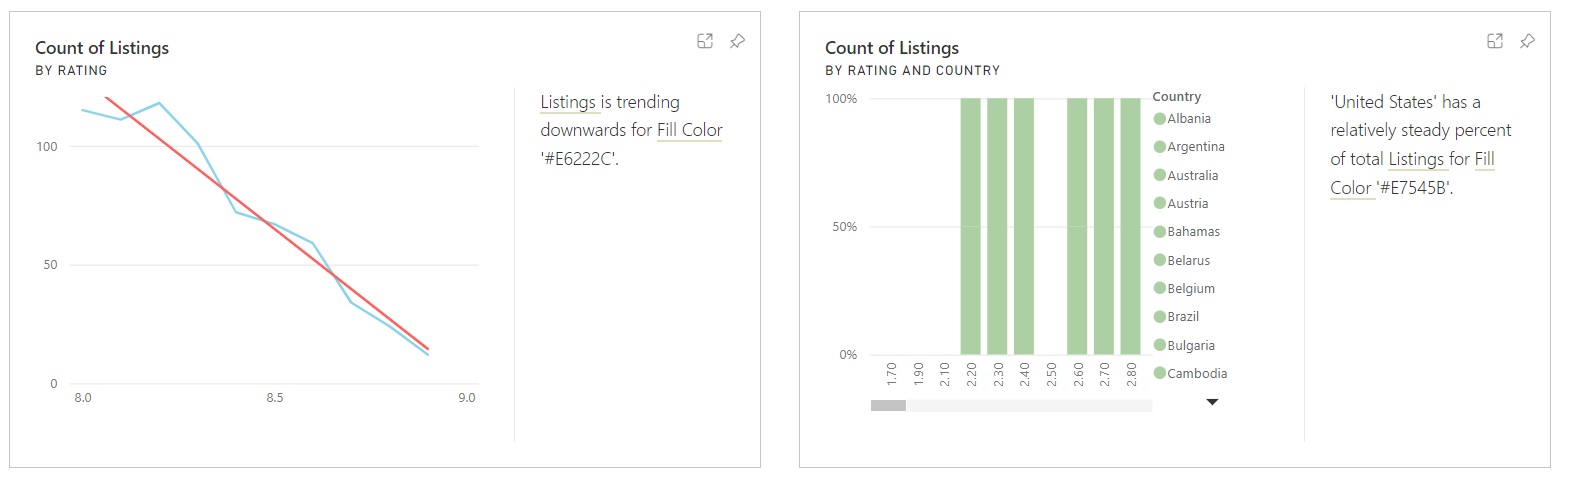 Count of Listings
BY RATING
100
50
0
8.0
8.5
9.0
Listings is trending
downwards for Fill Color
'#E6222C'.
Count of Listings
BY RATING AND COUNTRY
100%
50%
0%
1.70
1.90
2.10
2.20
2.30
2.40
2.50
2.60
2.70
2.80
Country
Albania
Argentina
Australia
Austria
Bahamas
Belarus
Belgium
Brazil
Bulgaria
Cambodia
'United States' has a
relatively steady percent
of total Listings for Fill
Color '#E7545B'.